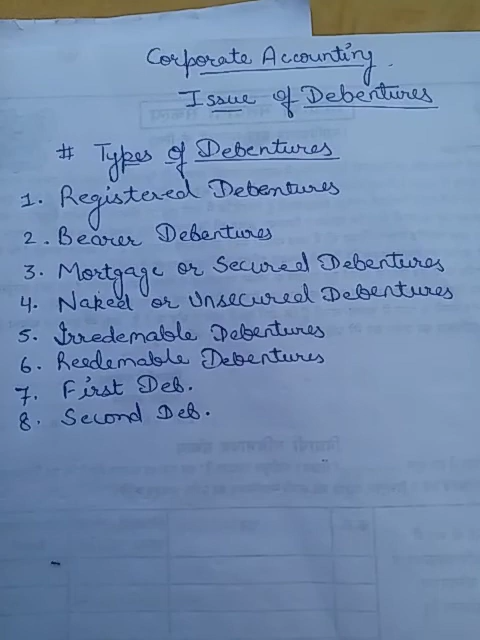 Corporate Accounting.
Issue of Debentures
# Types of Debentures
1. Registered Debentures
2. Bearer Debentures
3. Mortgage or Secured Debentures
4. Naked or Unsecured Debentures
5. Irredemable Debentures
6. Reedemable Debentures
7. First Deb.
8. Second Deb.